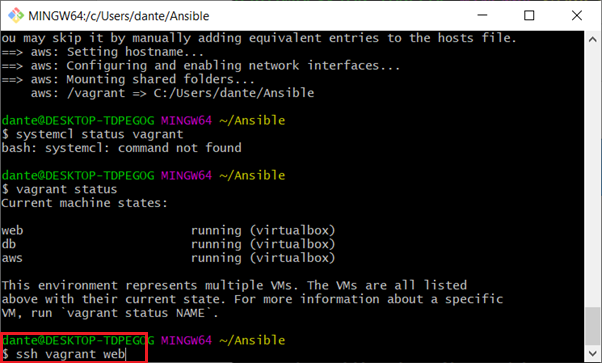 MINGW64:/c/Users/dante/Ansible
ou may skip it by manually adding equivalent entries to the hosts file.
==> aws: Setting hostname...
==> aws: Configuring and enabling network interfaces...
==> aws: Mounting shared folders...
aws: /vagrant => C:/Users/dante/Ansible
dante@DESKTOP-TDPEGOG MINGW64 ~/Ansible
$ systemcl status vagrant
bash: systemcl: command not found
dante@DESKTOP-TDPEGOG MINGW64 ~/Ansible
$ vagrant status
Current machine states:
web running (virtualbox)
db running (virtualbox)
aws running (virtualbox)
This environment represents multiple VMs. The VMs are all listed
above with their current state. For more information about a specific
VM, run `vagrant status NAME`.
dante@DESKTOP-TDPEGOG MINGW64 ~/Ansible
$ ssh vagrant web